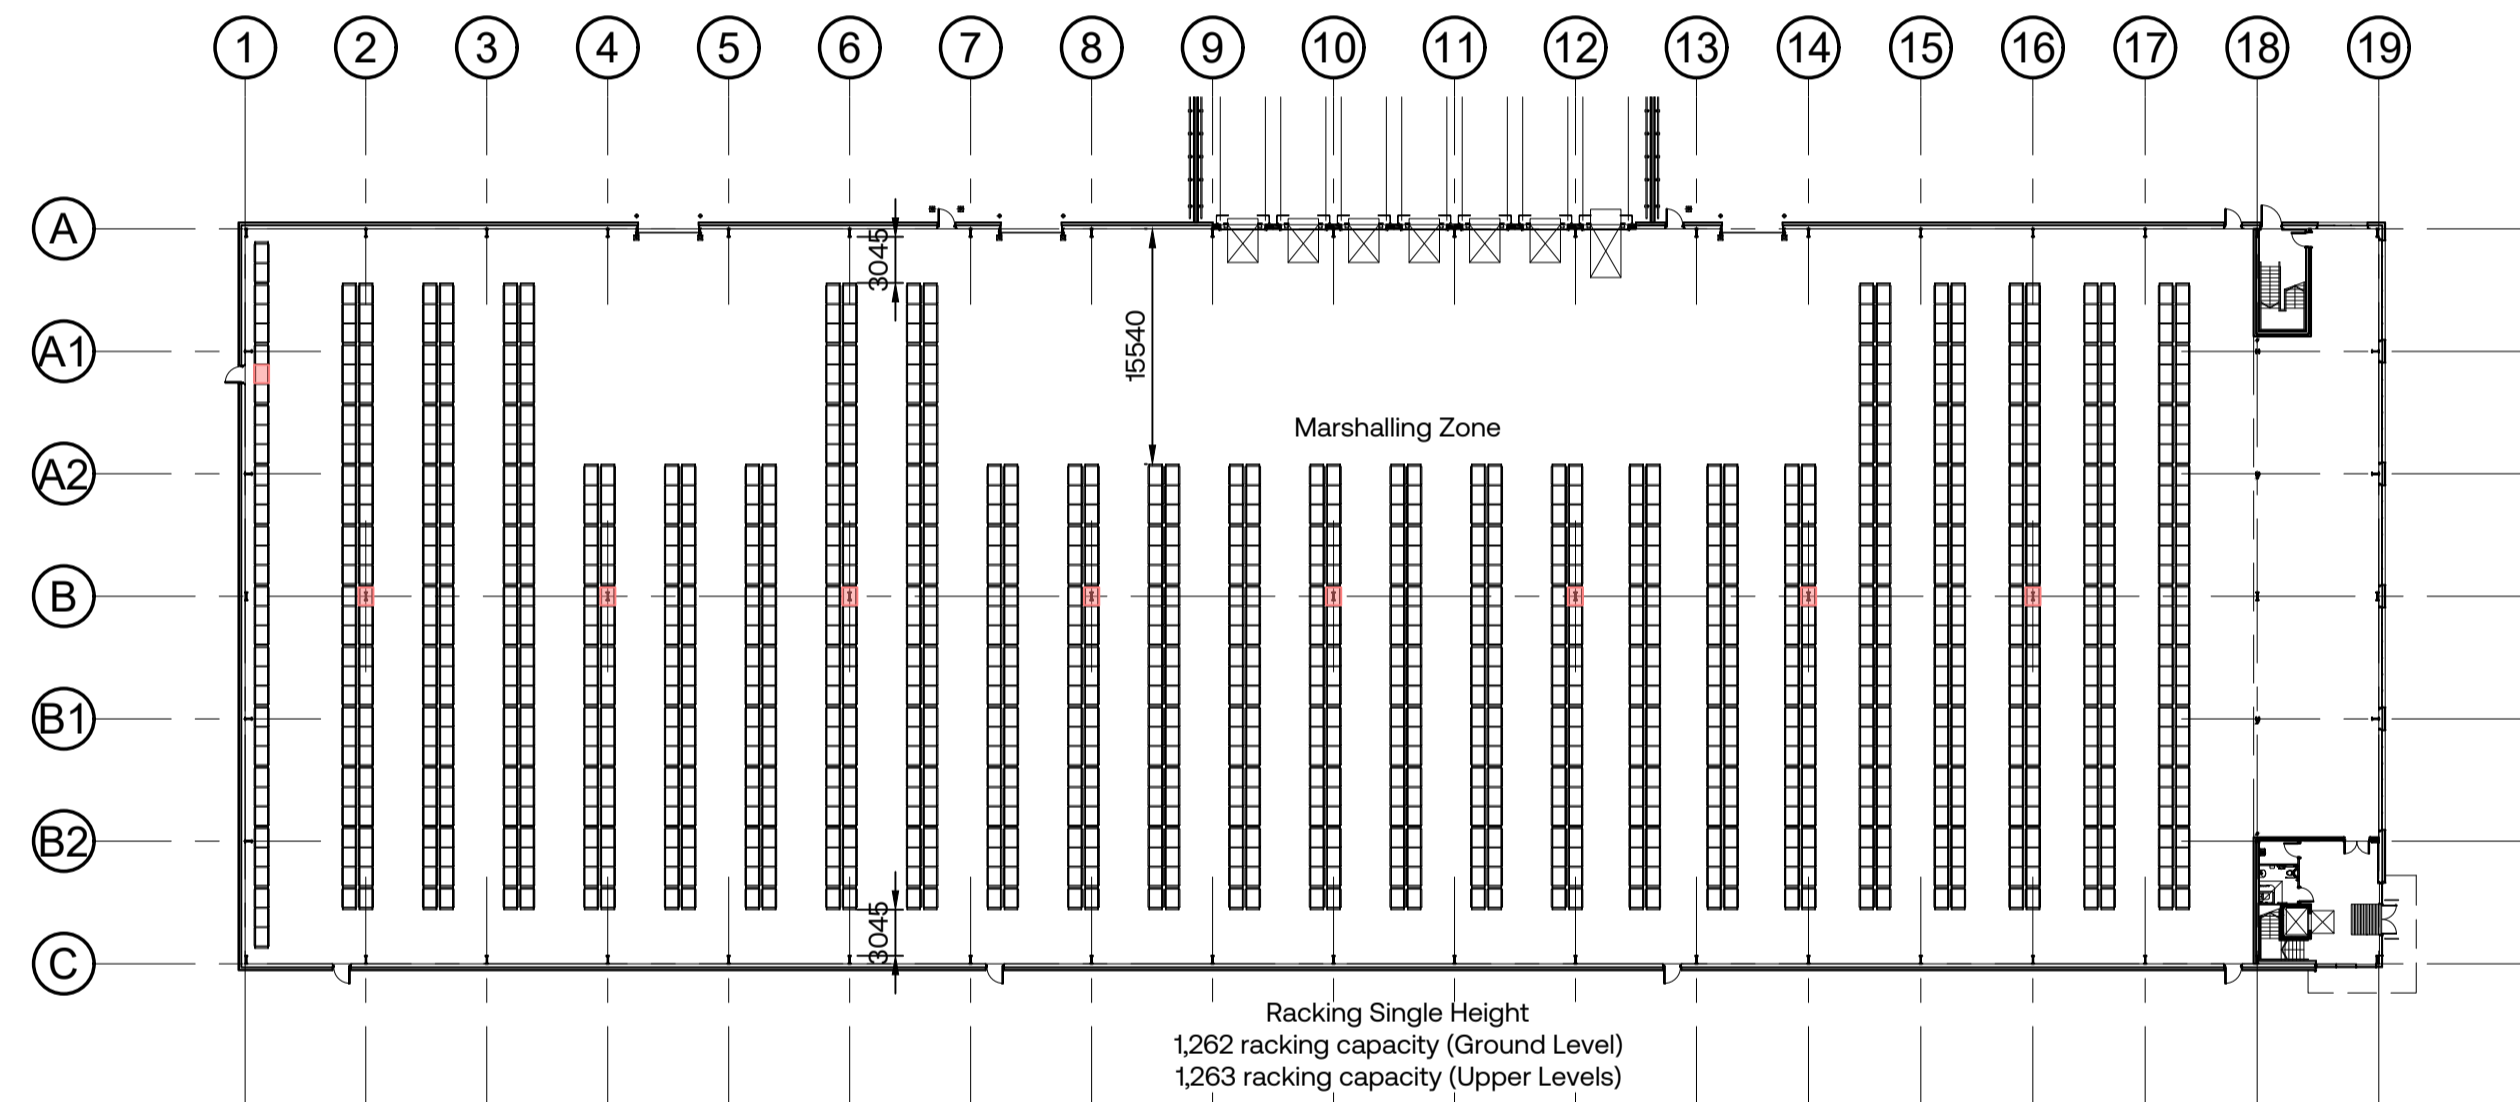 1 2 3 4 5 6 7 8 9 10 11 12 13 14 15 16 17 18 19
A
3045
A1
15540
Marshalling Zone
A2
B
B1
B2
3045
C
Racking Single Height
1,262 racking capacity (Ground Level)
1,263 racking capacity (Upper Levels)